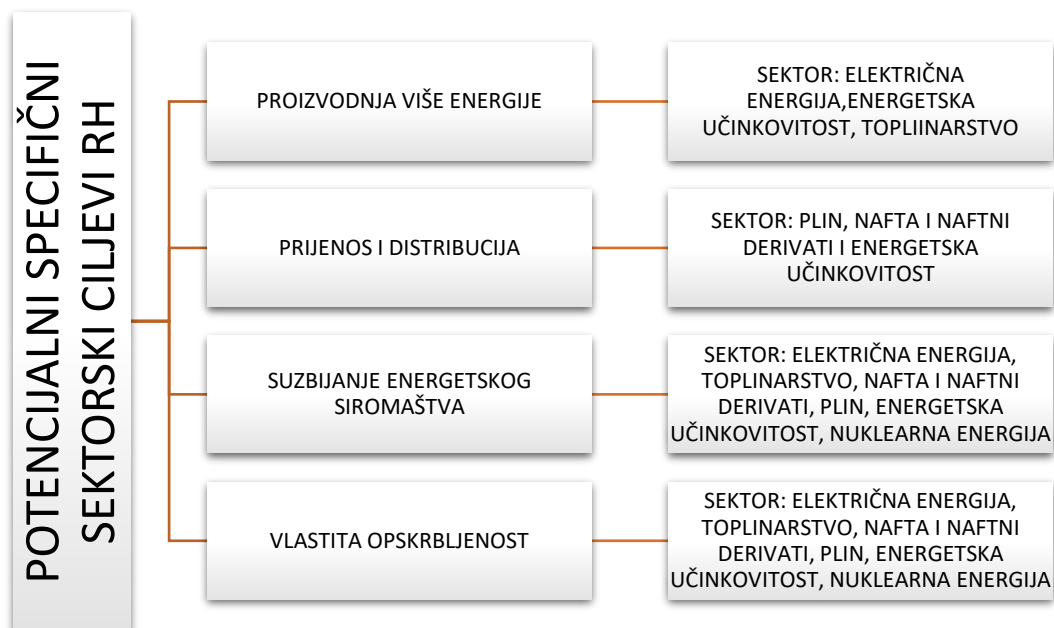 POTENCIJALNI SPECIFIČNI
SEKTORSKI CILJEVI RH
PROIZVODNJA VIŠE ENERGIJE
SEKTOR: ELEKTRIČNA
ENERGIJA,ENERGETSKA
UČINKOVITOST, TOPLIINARSTVO
PRIJENOS I DISTRIBUCIJA
SEKTOR: PLIN, NAFTA I NAFTNI
DERIVATI I ENERGETSKA
UČINKOVITOST
SUZBIJANJE ENERGETSKOG
SIROMAŠTVA
SEKTOR: ELEKTRIČNA ENERGIJA,
TOPLINARSTVO, NAFTA I NAFTNI
DERIVATI, PLIN, ENERGETSKA
UČINKOVITOST, NUKLEARNA ENERGIJA
VLASTITA OPSKRBLJENOST
SEKTOR: ELEKTRIČNA ENERGIJA,
TOPLINARSTVO, NAFTA I NAFTNI
DERIVATI, PLIN, ENERGETSKA
UČINKOVITOST, NUKLEARNA ENERGIJA